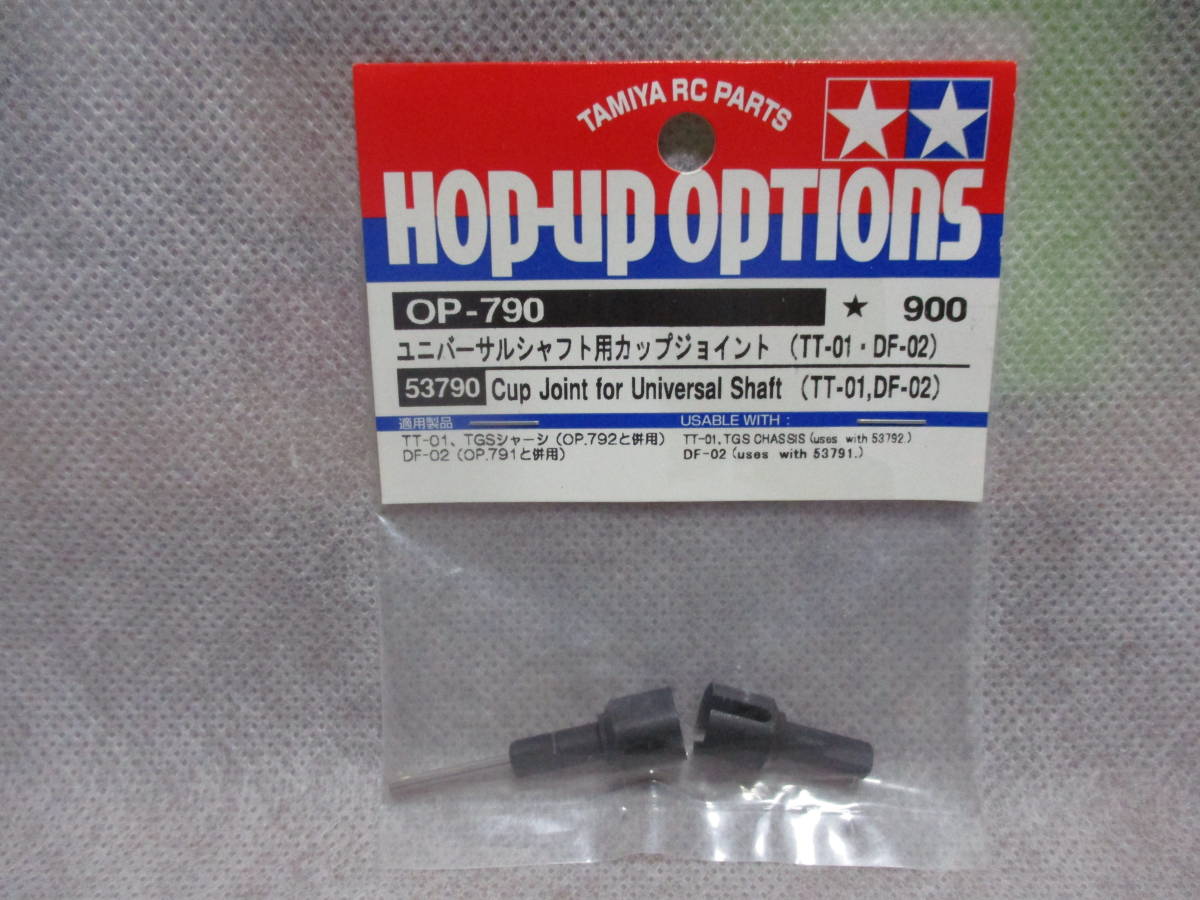 TAMIYA RC PARTS
HOP-UP OPTIONS
OP-790 ★ 900
ユニバーサルシャフト用カップジョイント (TT-01・DF-02)
53790 Cup Joint for Universal Shaft (TT-01,DF-02)
適用製品 USABLE WITH :
TT-01、TGSシャーシ (OP.792と併用) TT-01, TGS CHASSIS (uses with 53792.)
DF-02 (OP.791と併用) DF-02 (uses with 53791.)